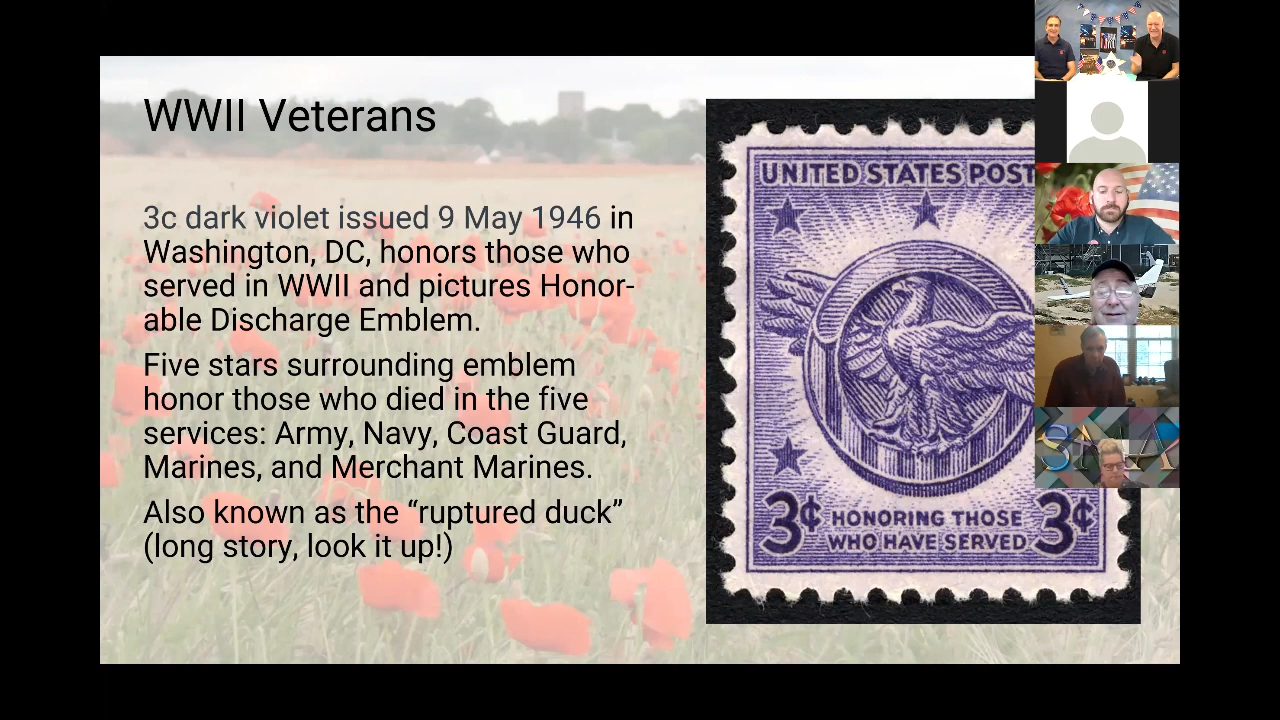 WWII Veterans
3c dark violet issued 9 May 1946 in
Washington, DC, honors those who
served in WWII and pictures Honor-
able Discharge Emblem.
Five stars surrounding emblem
honor those who died in the five
services: Army, Navy, Coast Guard,
Marines, and Merchant Marines.
Also known as the “ruptured duck”
(long story, look it up!)
UNITED STATES POST
3¢ HONORING THOSE 3¢
WHO HAVE SERVED